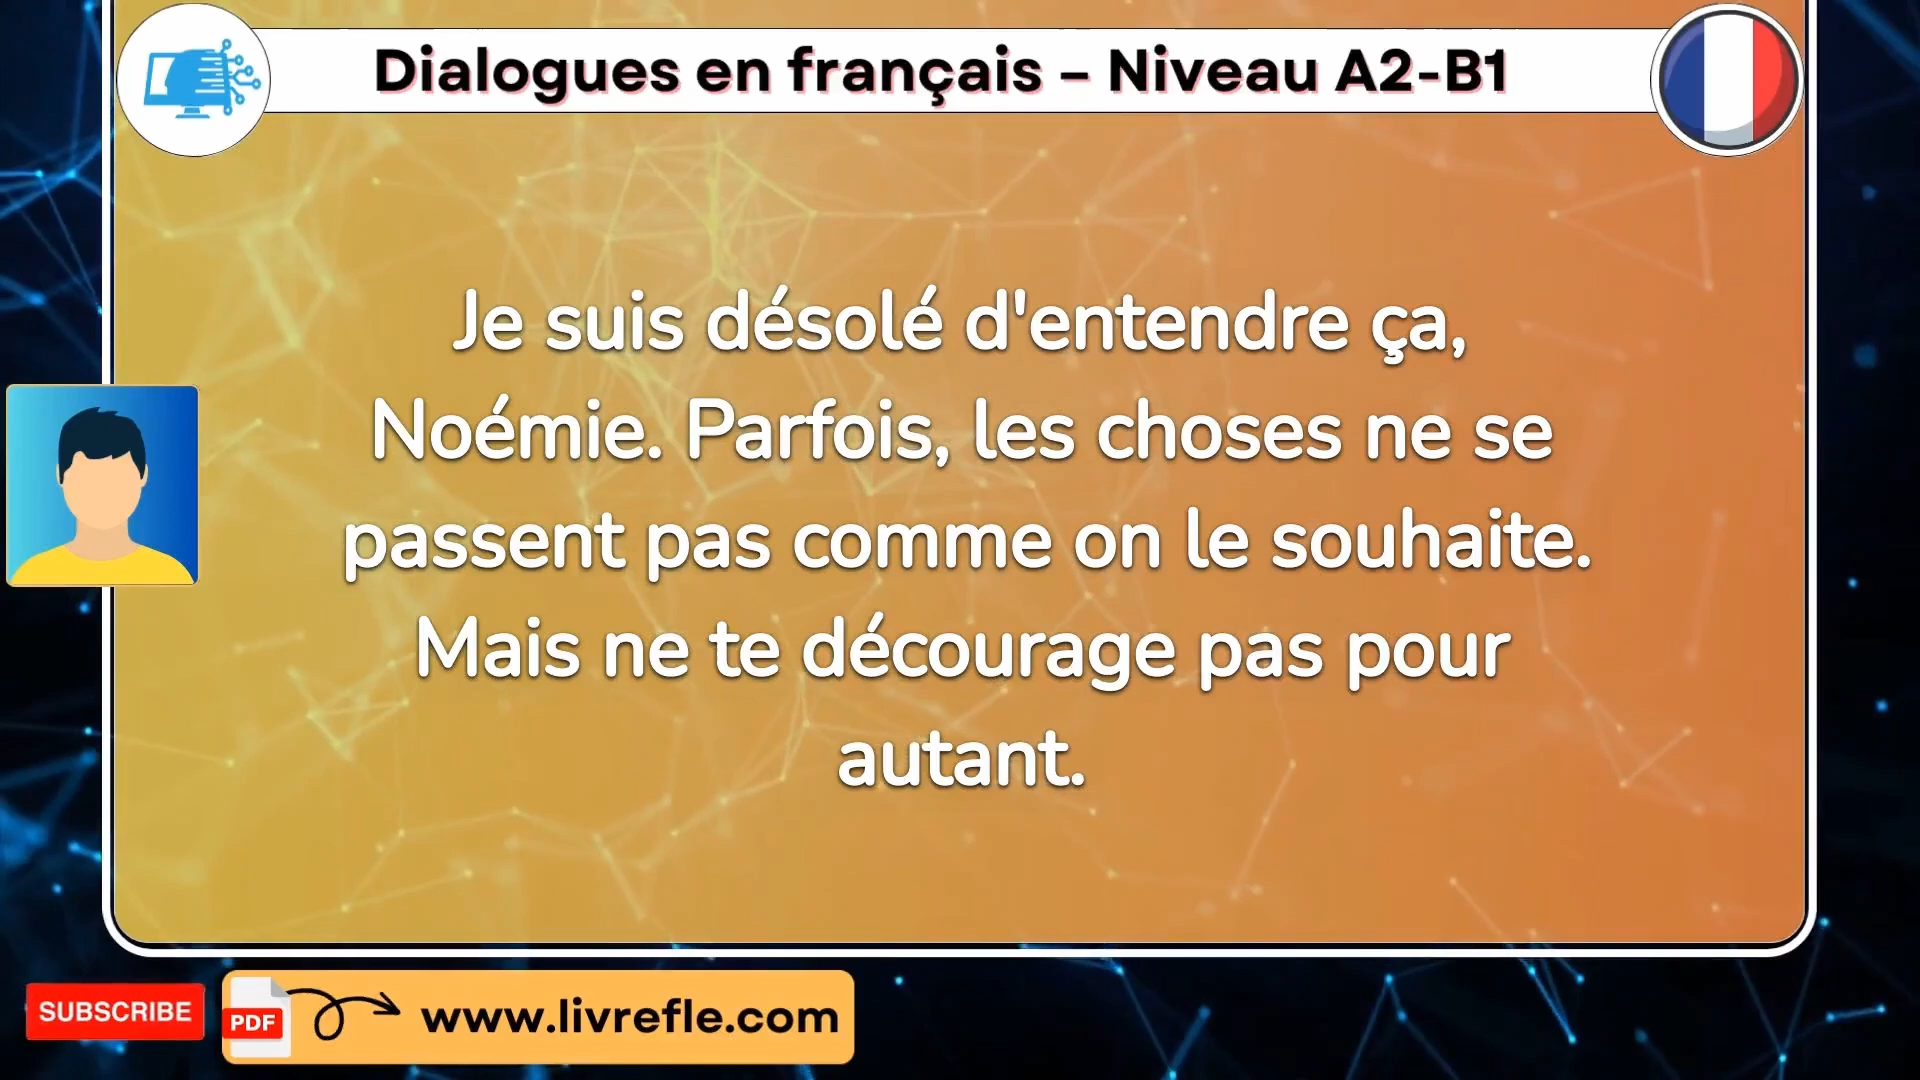 Dialogues en français – Niveau A2-B1
Je suis désolé d'entendre ça,
Noémie. Parfois, les choses ne se
passent pas comme on le souhaite.
Mais ne te décourage pas pour
autant.
SUBSCRIBE
PDF
www.livrefle.com